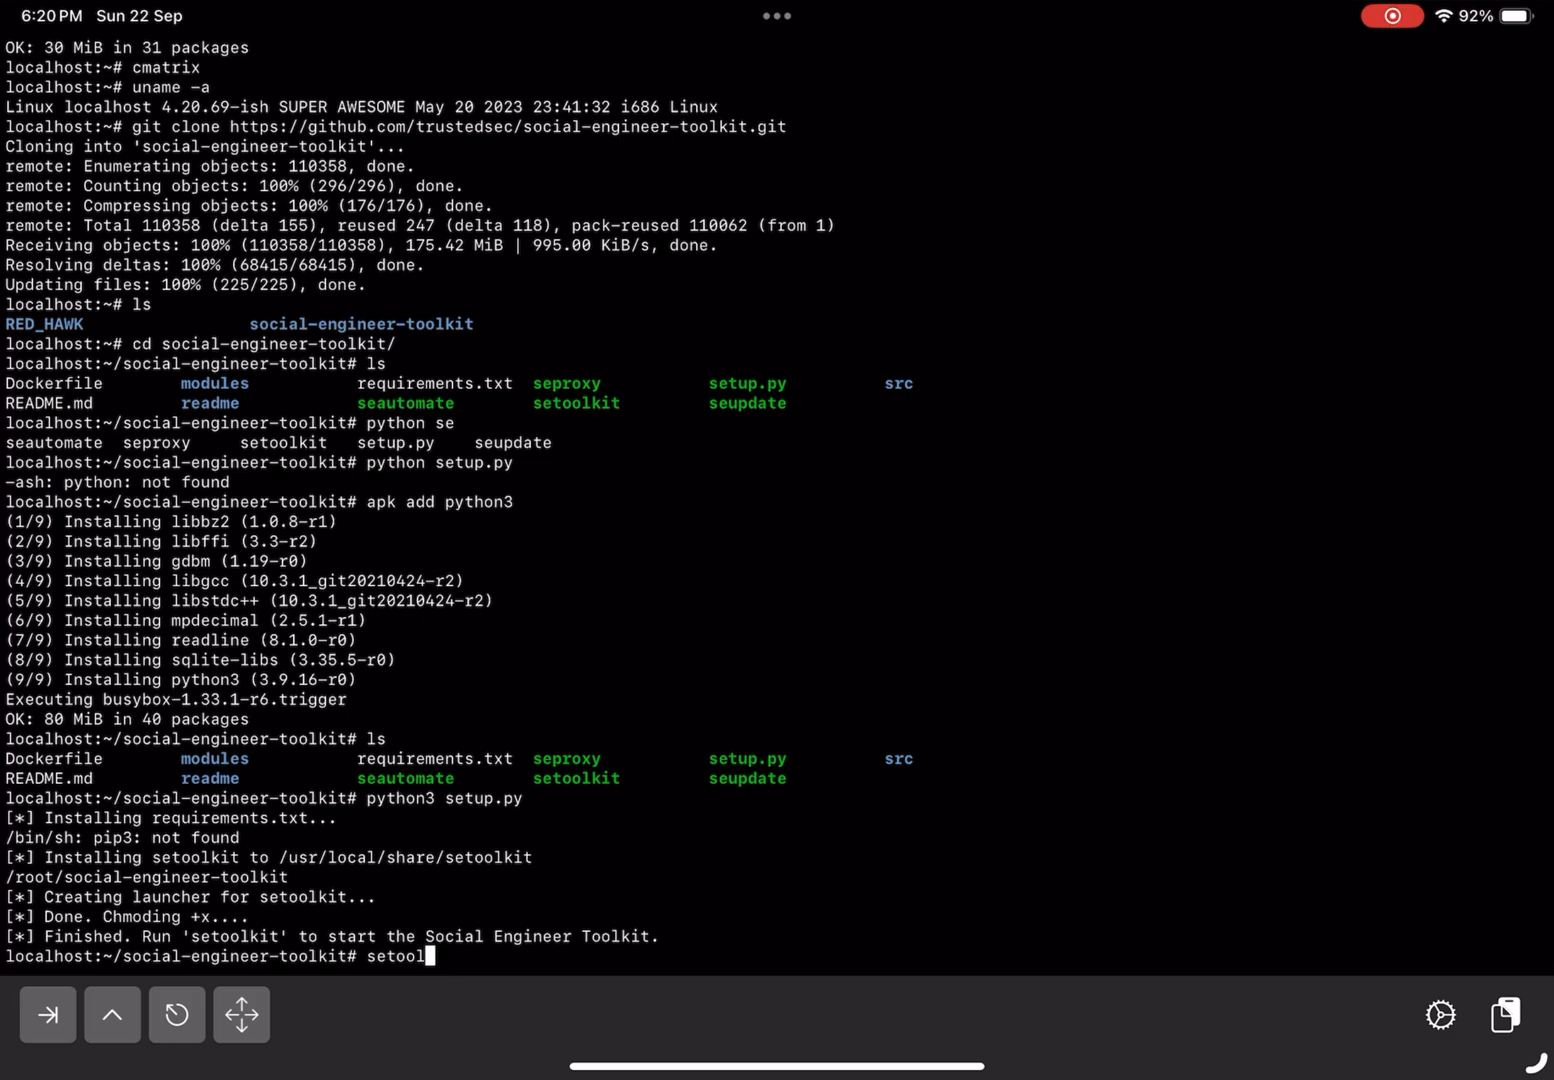 6:20 PM Sun 22 Sep
92%
OK: 30 MiB in 31 packages
localhost:~# cmatrix
localhost:~# uname -a
Linux localhost 4.20.69-ish SUPER AWESOME May 20 2023 23:41:32 i686 Linux
localhost:~# git clone https://github.com/trustedsec/social-engineer-toolkit.git
Cloning into 'social-engineer-toolkit'...
remote: Enumerating objects: 110358, done.
remote: Counting objects: 100% (296/296), done.
remote: Compressing objects: 100% (176/176), done.
remote: Total 110358 (delta 155), reused 247 (delta 118), pack-reused 110062 (from 1)
Receiving objects: 100% (110358/110358), 175.42 MiB | 995.00 KiB/s, done.
Resolving deltas: 100% (68415/68415), done.
Updating files: 100% (225/225), done.
localhost:~# ls
RED_HAWK social-engineer-toolkit
localhost:~# cd social-engineer-toolkit/
localhost:~/social-engineer-toolkit# ls
Dockerfile modules requirements.txt seproxy setup.py src
README.md readme seautomate setoolkit seupdate
localhost:~/social-engineer-toolkit# python se
seautomate seproxy setoolkit setup.py seupdate
localhost:~/social-engineer-toolkit# python setup.py
-ash: python: not found
localhost:~/social-engineer-toolkit# apk add python3
(1/9) Installing libbz2 (1.0.8-r1)
(2/9) Installing libffi (3.3-r2)
(3/9) Installing gdbm (1.19-r0)
(4/9) Installing libgcc (10.3.1_git20210424-r2)
(5/9) Installing libstdc++ (10.3.1_git20210424-r2)
(6/9) Installing mpdecimal (2.5.1-r1)
(7/9) Installing readline (8.1.0-r0)
(8/9) Installing sqlite-libs (3.35.5-r0)
(9/9) Installing python3 (3.9.16-r0)
Executing busybox-1.33.1-r6.trigger
OK: 80 MiB in 40 packages
localhost:~/social-engineer-toolkit# ls
Dockerfile modules requirements.txt seproxy setup.py src
README.md readme seautomate setoolkit seupdate
localhost:~/social-engineer-toolkit# python3 setup.py
[*] Installing requirements.txt...
/bin/sh: pip3: not found
[*] Installing setoolkit to /usr/local/share/setoolkit
/root/social-engineer-toolkit
[*] Creating launcher for setoolkit...
[*] Done. Chmoding +x....
[*] Finished. Run 'setoolkit' to start the Social Engineer Toolkit.
localhost:~/social-engineer-toolkit# setool